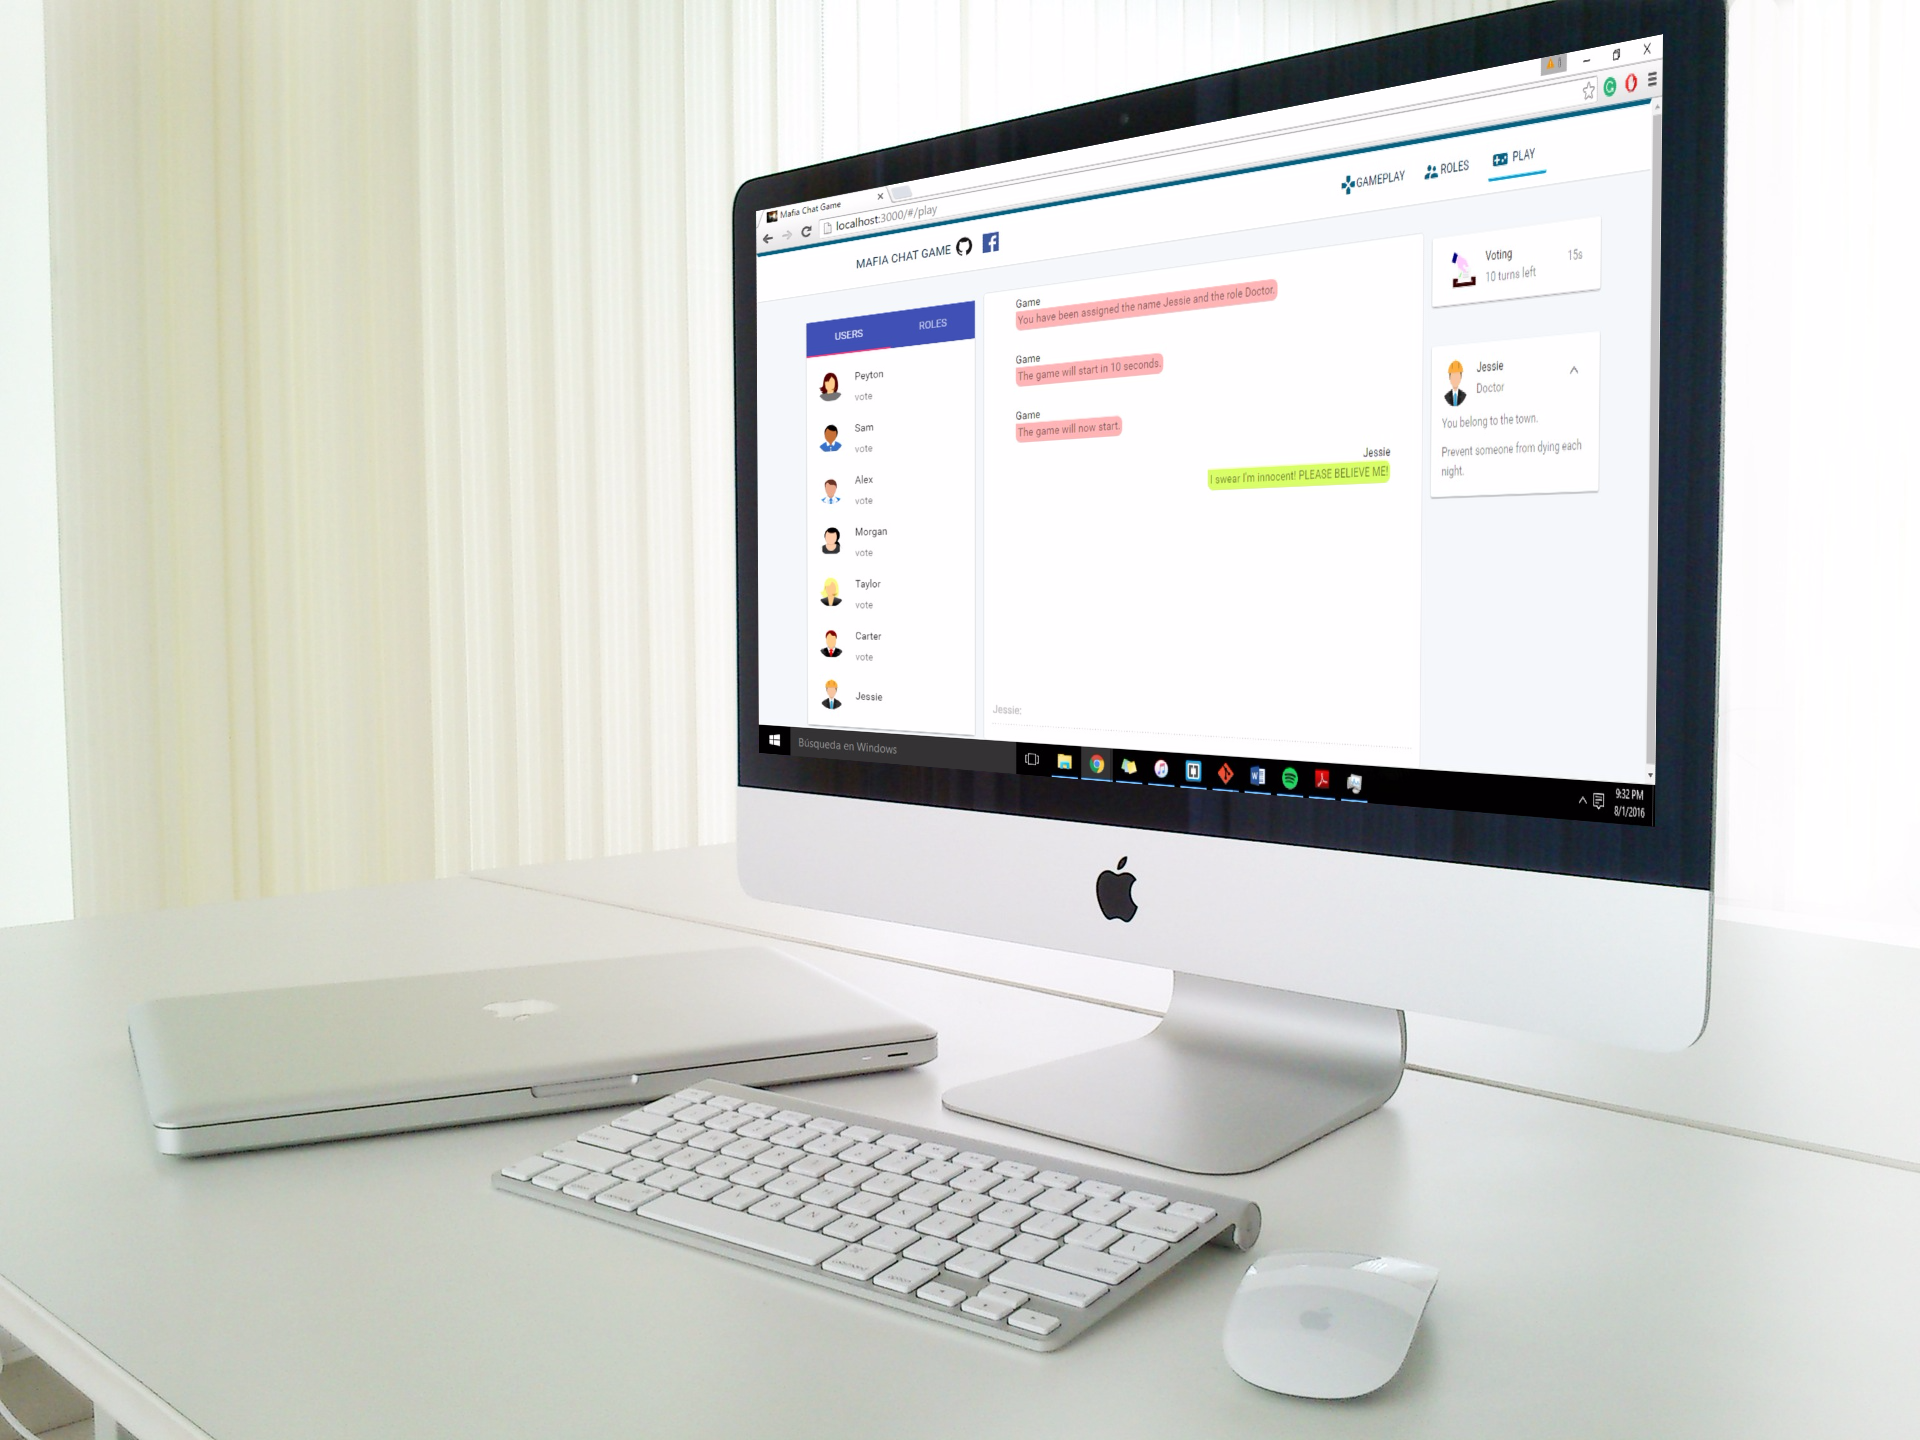 Mafia Chat Game
localhost:3000/#/play
MAFIA CHAT GAME
GAMEPLAY
ROLES
PLAY
USERS
ROLES
Peyton
vote
Sam
vote
Alex
vote
Morgan
vote
Taylor
vote
Carter
vote
Jessie
Game
You have been assigned the name Jessie and the role Doctor.
Game
The game will start in 10 seconds.
Game
The game will now start.
Jessie
I swear I'm innocent! PLEASE BELIEVE ME!
Jessie:
Voting
15s
10 turns left
Jessie
Doctor
You belong to the town.
Prevent someone from dying each
night.
Búsqueda en Windows
9:32 PM
8/1/2016